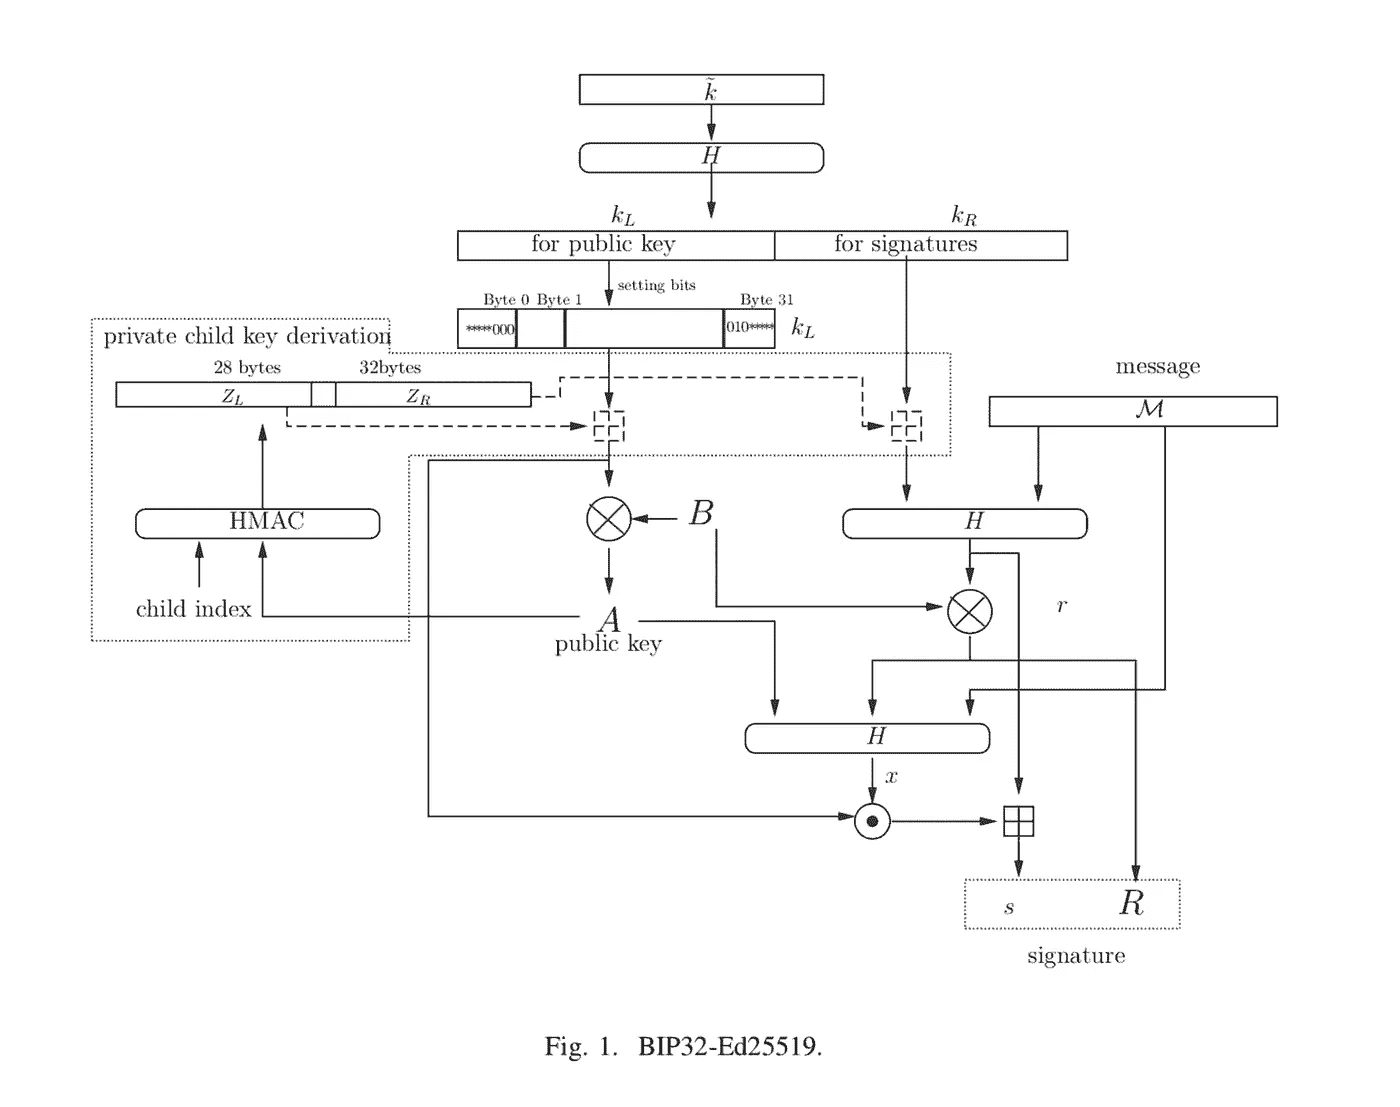 k̃
H
k_L k_R
for public key for signatures
setting bits
Byte 0 Byte 1 Byte 31
*****000 010***** k_L
private child key derivation
28 bytes 32bytes
Z_L Z_R
message
M
HMAC
B
H
child index
A
public key
r
H
x
s R
signature
Fig. 1. BIP32-Ed25519.